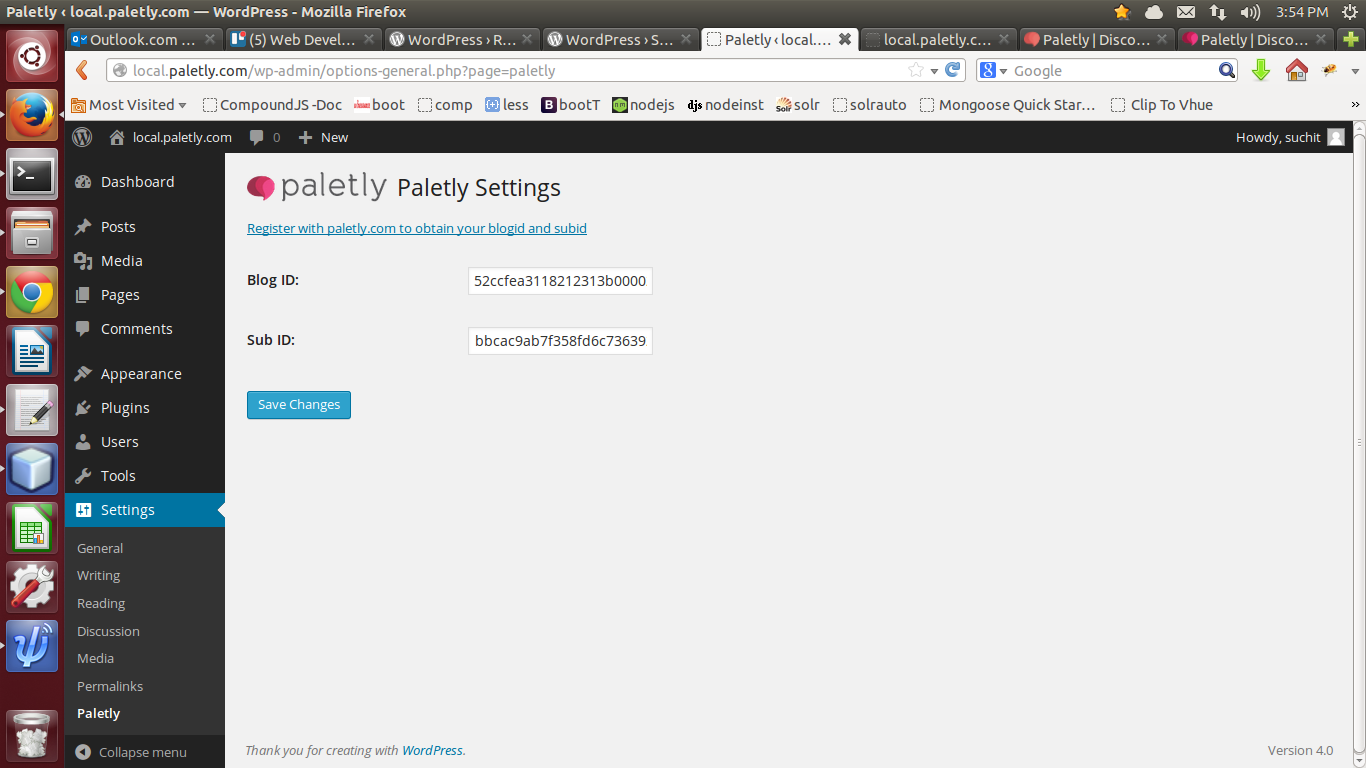 Paletly ‹ local.paletly.com — WordPress - Mozilla Firefox
3:54 PM
Outlook.com ...
(5) Web Devel...
WordPress › R...
WordPress › S...
Paletly ‹ local....
local.paletly.c...
Paletly | Disco...
Paletly | Disco...
local.paletly.com/wp-admin/options-general.php?page=paletly
Google
Most Visited
CompoundJS -Doc
boot
comp
less
bootT
nodejs
djs nodeinst
solr
solrauto
Mongoose Quick Star...
Clip To Vhue
»
local.paletly.com
0
New
Howdy, suchit
Dashboard
Posts
Media
Pages
Comments
Appearance
Plugins
Users
Tools
Settings
General
Writing
Reading
Discussion
Media
Permalinks
Paletly
Collapse menu
paletly Paletly Settings
Register with paletly.com to obtain your blogid and subid
Blog ID:
52ccfea3118212313b0000
Sub ID:
bbcac9ab7f358fd6c73639
Save Changes
Thank you for creating with WordPress.
Version 4.0